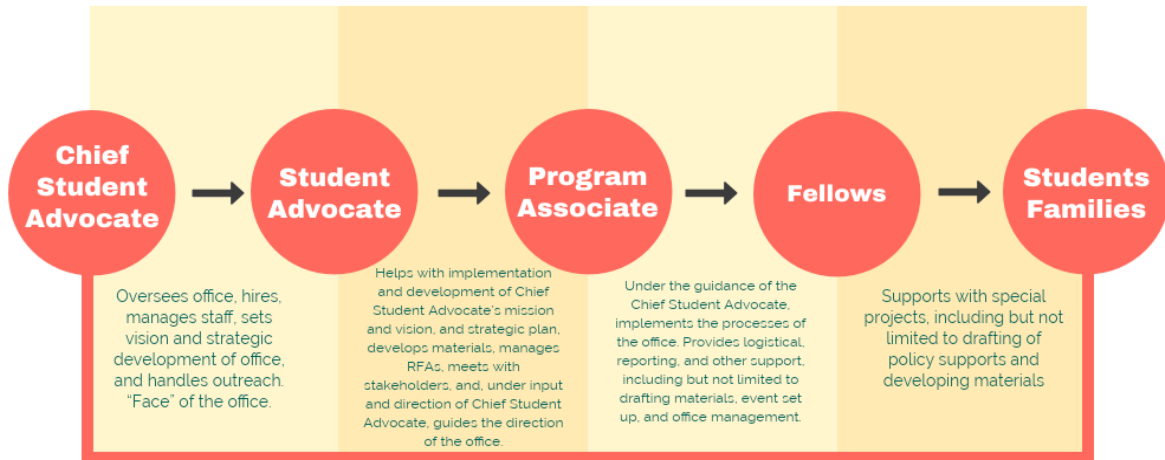 Chief
Student
Advocate
Student
Advocate
Program
Associate
Fellows
Students
Families
Oversees office, hires,
manages staff, sets
vision and strategic
development of office,
and handles outreach.
“Face” of the office.
Helps with implementation
and development of Chief
Student Advocate's mission
and vision, and strategic plan,
develops materials, manages
RFAs, meets with
stakeholders, and, under input
and direction of Chief Student
Advocate, guides the direction
of the office.
Under the guidance of the
Chief Student Advocate,
implements the processes of
the office. Provides logistical,
reporting, and other support,
including but not limited to
drafting materials, event set
up, and office management.
Supports with special
projects, including but not
limited to drafting of
policy supports and
developing materials